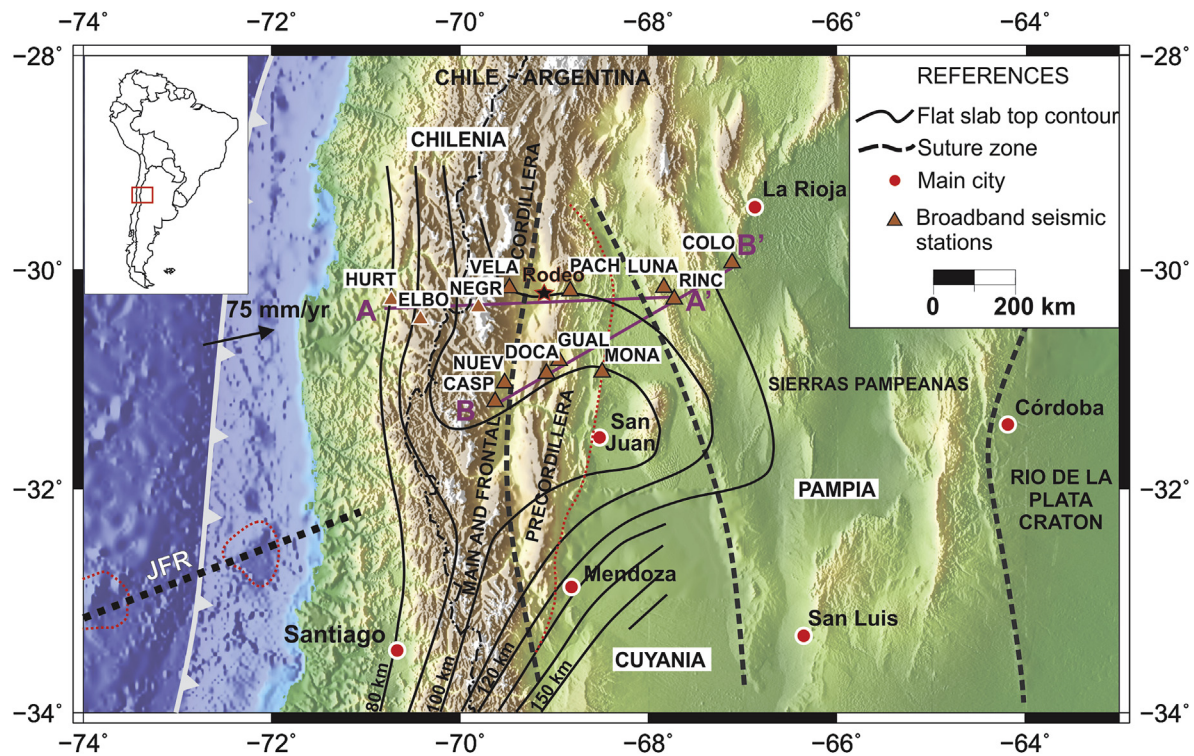 −74˚
−72˚
−70˚
−68˚
−66˚
−64˚
−28˚
−28˚
CHILE
ARGENTINA
REFERENCES
Flat slab top contour
Suture zone
Main city
Broadband seismic
stations
0
200 km
CHILENIA
CORDILLERA
La Rioja
COLO
B’
−30˚
−30˚
HURT
VELA
Rodeo
PACH
LUNA
RINC
NEGR
ELBO
A
A’
75 mm/yr
GUAL
DOCA
MONA
NUEV
CASP
B
SIERRAS PAMPEANAS
Córdoba
San
Juan
MAIN AND FRONTAL
PRECORDILLERA
−32˚
−32˚
PAMPIA
RIO DE LA
PLATA
CRATON
JFR
Mendoza
Santiago
San Luis
CUYANIA
80 km
100 km
120 km
150 km
−34˚
−34˚
−74˚
−72˚
−70˚
−68˚
−66˚
−64˚